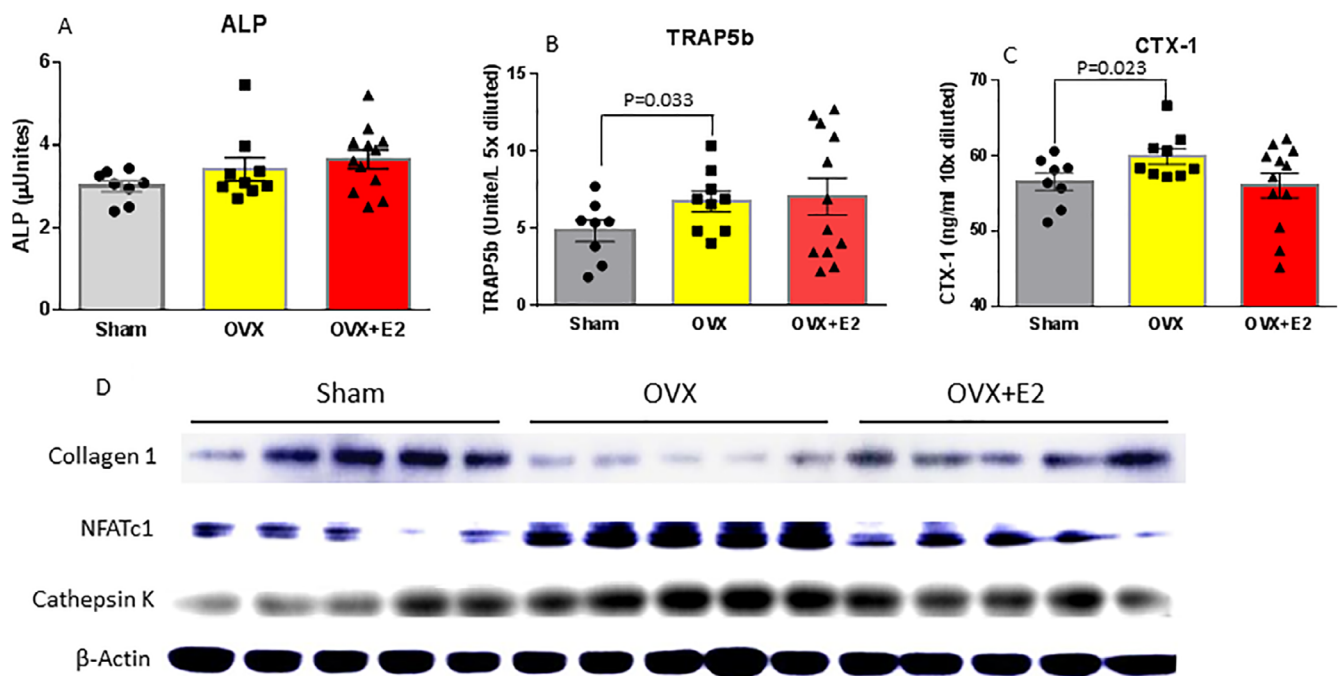 A
ALP
ALP (µUnites)
6
4
2
0
Sham
OVX
OVX+E2
B
TRAP5b
P=0.033
TRAP5b (Unite/L 5x diluted)
15
10
5
0
Sham
OVX
OVX+E2
C
CTX-1
P=0.023
CTX-1 (ng/ml 10x diluted)
70
60
50
40
Sham
OVX
OVX+E2
D
Sham
OVX
OVX+E2
Collagen 1
NFATc1
Cathepsin K
β-Actin